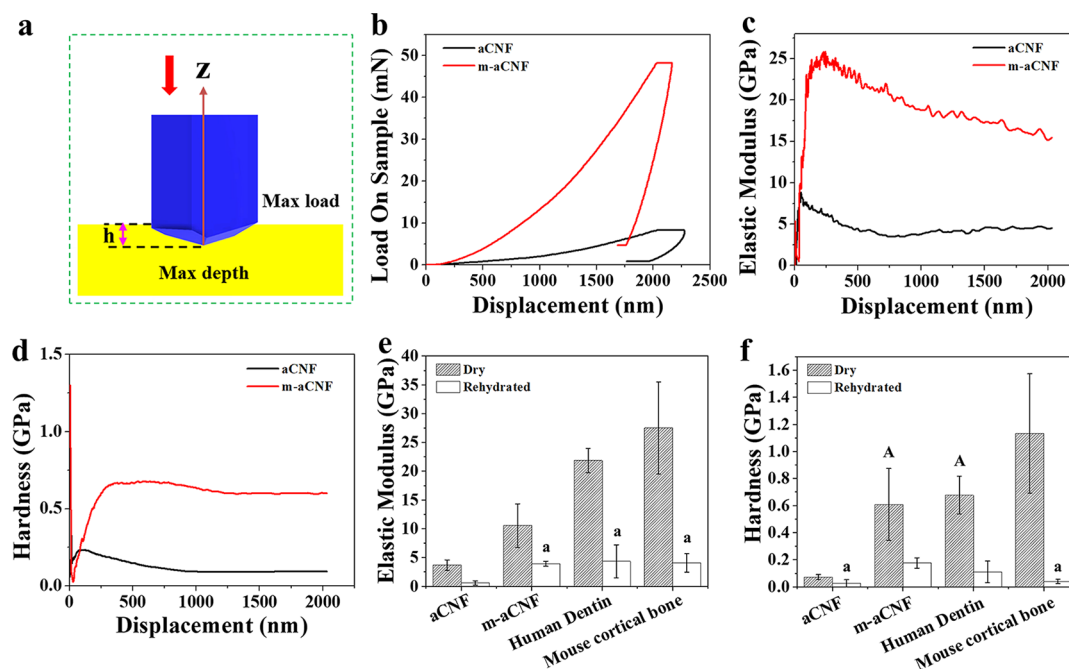 a
Z
Max load
h
Max depth
b
aCNF
m-aCNF
Load On Sample (mN)
50
40
30
20
10
0
0 500 1000 1500 2000 2500
Displacement (nm)
c
aCNF
m-aCNF
Elastic Modulus (GPa)
30
25
20
15
10
5
0
0 500 1000 1500 2000
Displacement (nm)
d
aCNF
m-aCNF
Hardness (GPa)
1.5
1.0
0.5
0.0
0 500 1000 1500 2000
Displacement (nm)
e
Dry
Rehydrated
Elastic Modulus (GPa)
40
35
30
25
20
15
10
5
0
a
a
a
aCNF
m-aCNF
Human Dentin
Mouse cortical bone
f
Dry
Rehydrated
Hardness (GPa)
1.6
1.4
1.2
1.0
0.8
0.6
0.4
0.2
0.0
a
A
A
a
aCNF
m-aCNF
Human Dentin
Mouse cortical bone